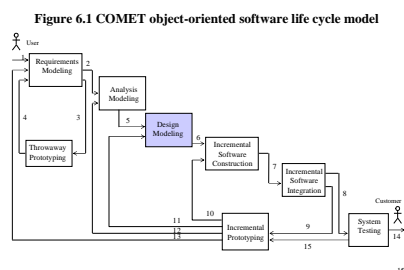 Figure 6.1 COMET object-oriented software life cycle model
User
1
Requirements
Modeling
2
Analysis
Modeling
4
3
5
Design
Modeling
6
Throwaway
Prototyping
Incremental
Software
Construction
7
Incremental
Software
Integration
8
Customer
10
11
12
13
Incremental
Prototyping
9
15
System
Testing
14